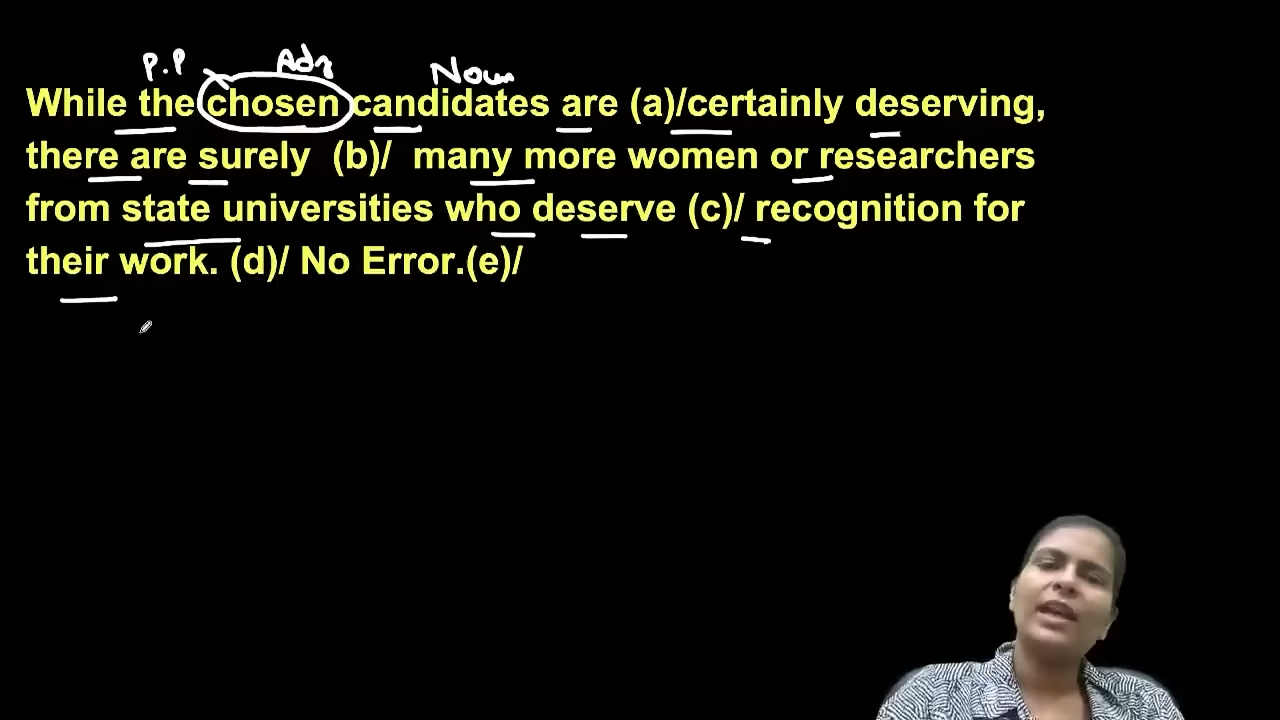 P.P Adj Noun
While the chosen candidates are (a)/certainly deserving,
there are surely (b)/ many more women or researchers
from state universities who deserve (c)/ recognition for
their work. (d)/ No Error.(e)/